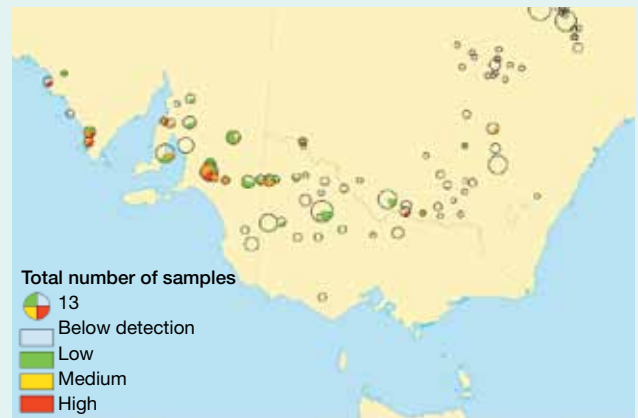 Total number of samples
13
Below detection
Low
Medium
High